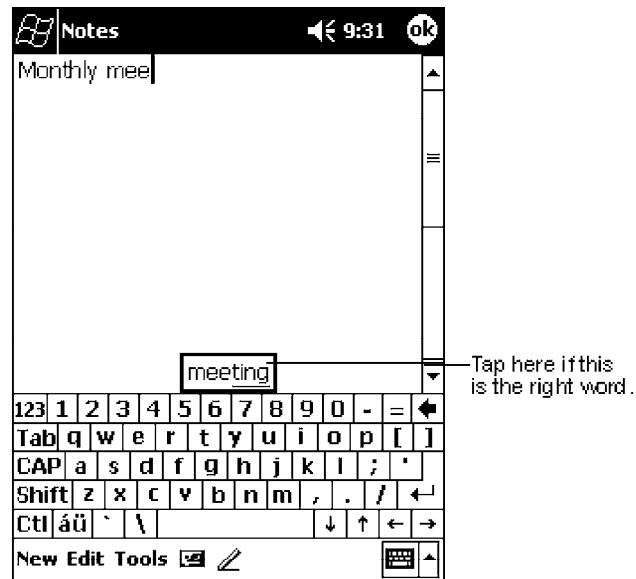 Notes 9:31 ok
Monthly mee
meeting
Tap here if this
is the right word.
123 1 2 3 4 5 6 7 8 9 0 - =
Tab q w e r t y u i o p [ ]
CAP a s d f g h j k l ; '
Shift z x c v b n m , . /
Ctl áü ` \ ↓ ↑ ← →
New Edit Tools